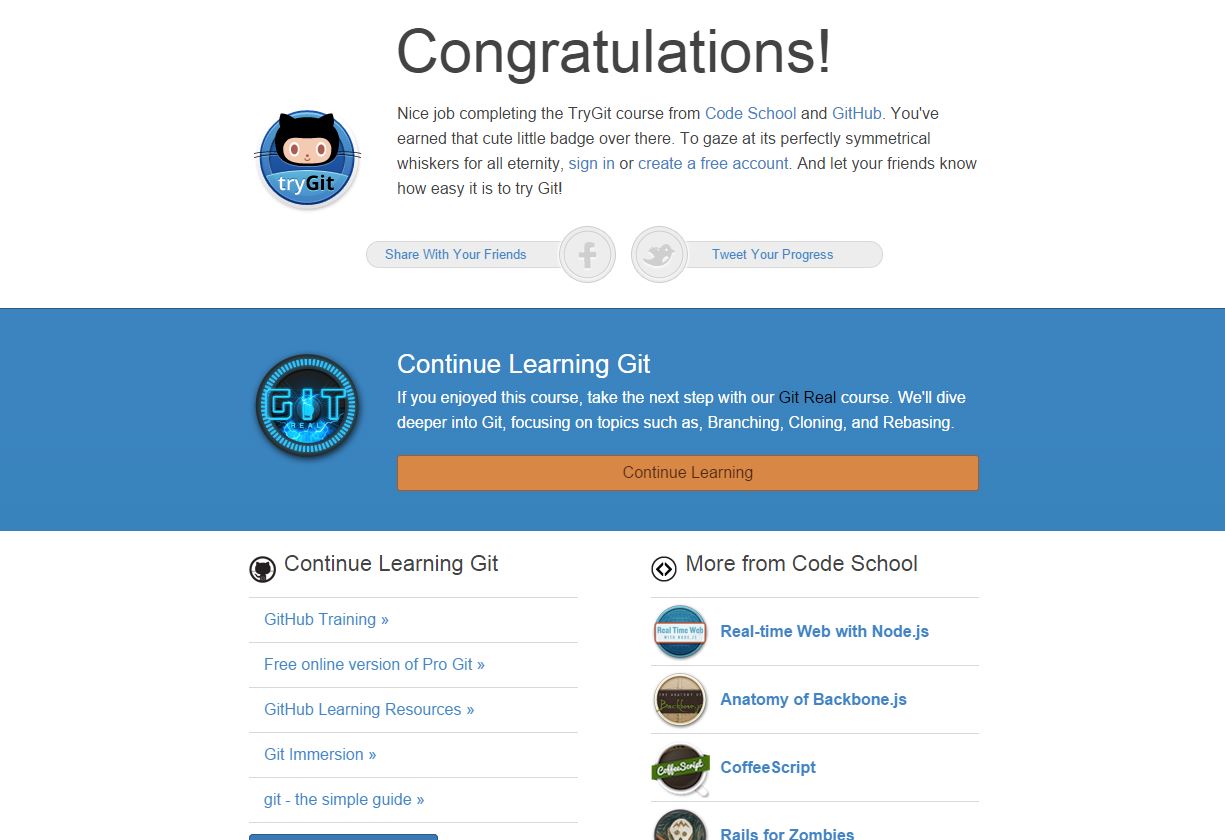 Congratulations!
Nice job completing the TryGit course from Code School and GitHub. You've
earned that cute little badge over there. To gaze at its perfectly symmetrical
whiskers for all eternity, sign in or create a free account. And let your friends know
how easy it is to try Git!
tryGit
Share With Your Friends
Tweet Your Progress
Continue Learning Git
If you enjoyed this course, take the next step with our Git Real course. We'll dive
deeper into Git, focusing on topics such as, Branching, Cloning, and Rebasing.
GIT
REAL
Continue Learning
Continue Learning Git
GitHub Training »
Free online version of Pro Git »
GitHub Learning Resources »
Git Immersion »
git - the simple guide »
More from Code School
Real Time Web
WITH NODE.JS
Real-time Web with Node.js
THE ANATOMY OF
Backbone.js
Anatomy of Backbone.js
CoffeeScript
CoffeeScript
Rails for Zombies